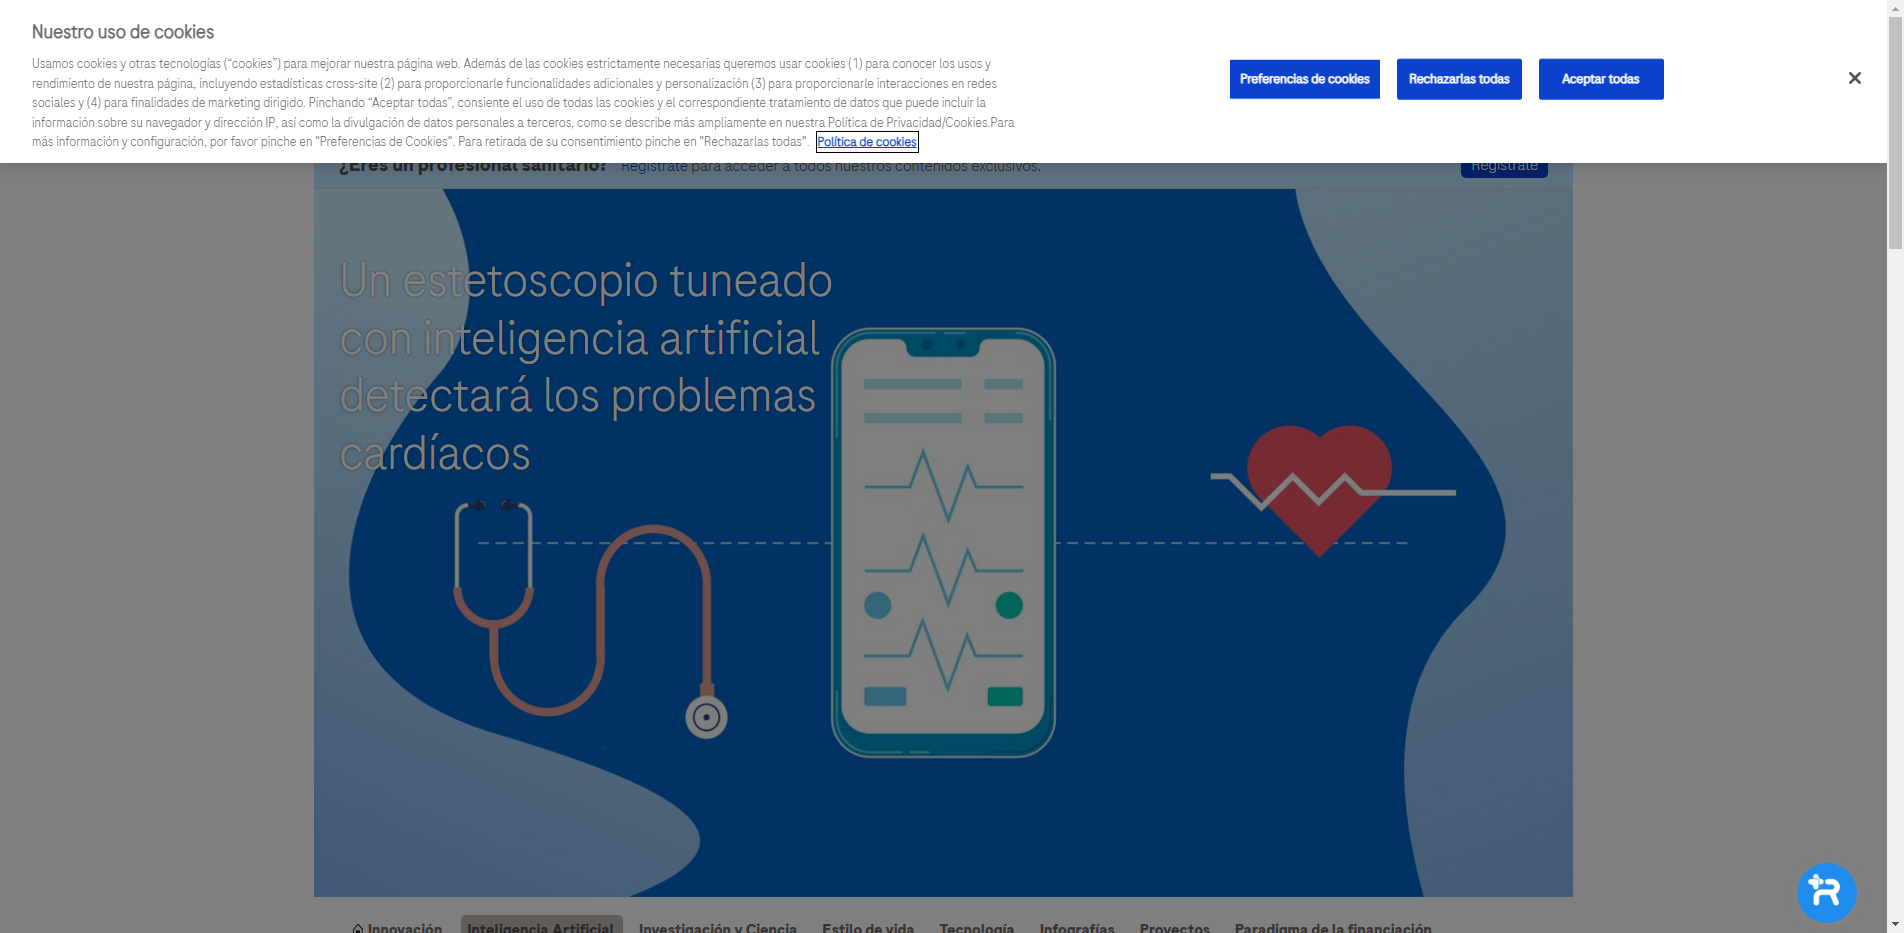 Nuestro uso de cookies
Usamos cookies y otras tecnologías (“cookies”) para mejorar nuestra página web. Además de las cookies estrictamente necesarias queremos usar cookies (1) para conocer los usos y
rendimiento de nuestra página, incluyendo estadísticas cross-site (2) para proporcionarle funcionalidades adicionales y personalización (3) para proporcionarle interacciones en redes
sociales y (4) para finalidades de marketing dirigido. Pinchando “Aceptar todas”, consiente el uso de todas las cookies y el correspondiente tratamiento de datos que puede incluir la
información sobre su navegador y dirección IP, así como la divulgación de datos personales a terceros, como se describe más ampliamente en nuestra Política de Privacidad/Cookies.Para
más información y configuración, por favor pinche en "Preferencias de Cookies". Para retirada de su consentimiento pinche en "Rechazarlas todas". Política de cookies
Preferencias de cookies
Rechazarlas todas
Aceptar todas
¿Eres un profesional sanitario? Regístrate para acceder a todos nuestros contenidos exclusivos.
Regístrate
Un estetoscopio tuneado
con inteligencia artificial
detectará los problemas
cardíacos
Innovación
Inteligencia Artificial
Investigación y Ciencia
Estilo de vida
Tecnología
Infografías
Proyectos
Paradigma de la financiación